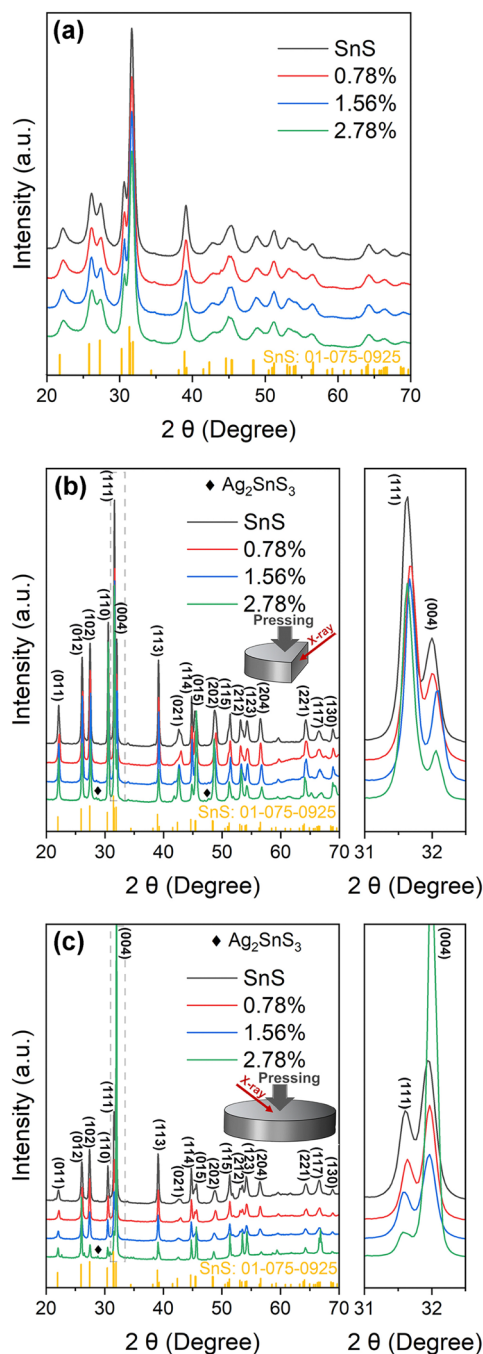 (a)
SnS
0.78%
1.56%
2.78%
SnS: 01-075-0925
Intensity (a.u.)
20 30 40 50 60 70
2 θ (Degree)
(b)
♦ Ag₂SnS₃
SnS
0.78%
1.56%
2.78%
Pressing
X-ray
(011)
(012)
(102)
(110)
(111)
(004)
(113)
(021)
(114)
(015)
(202)
(115)
(212)
(123)
(204)
(221)
(117)
(130)
SnS: 01-075-0925
Intensity (a.u.)
20 30 40 50 60 70
2 θ (Degree)
(111)
(004)
31 32
2 θ (Degree)
(c)
♦ Ag₂SnS₃
SnS
0.78%
1.56%
2.78%
Pressing
X-ray
(011)
(012)
(102)
(110)
(111)
(004)
(113)
(021)
(114)
(015)
(202)
(115)
(212)
(123)
(204)
(221)
(117)
(130)
SnS: 01-075-0925
Intensity (a.u.)
20 30 40 50 60 70
2 θ (Degree)
(111)
(004)
31 32
2 θ (Degree)